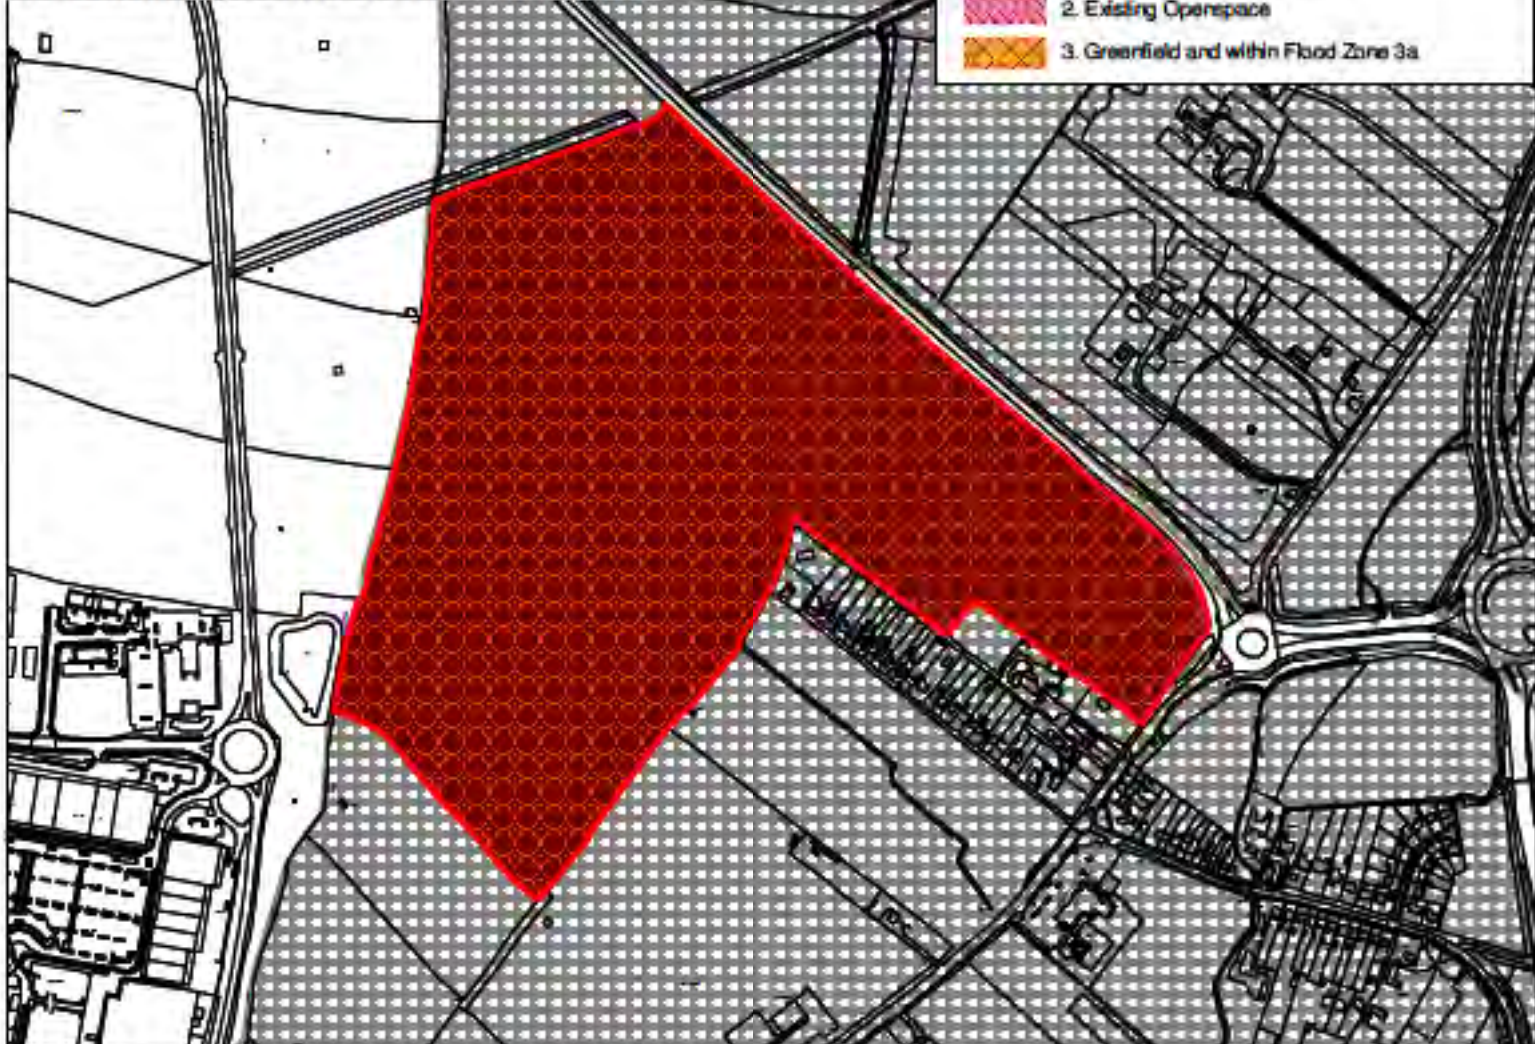 2. Existing Openspace
3. Greenfield and within Flood Zone 3a